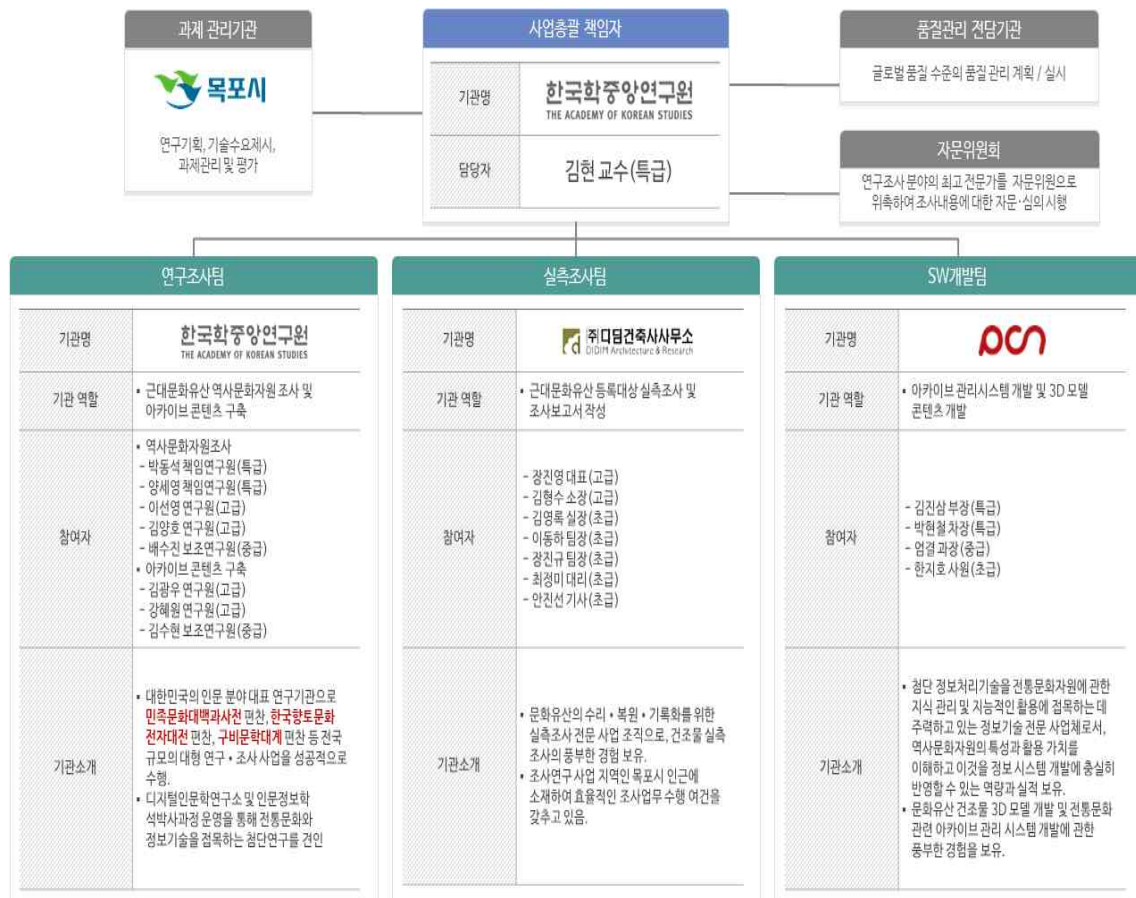 과제 관리기관
목포시
연구기획, 기술수요제시,
과제관리 및 평가
사업총괄 책임자
기관명
한국학중앙연구원
THE ACADEMY OF KOREAN STUDIES
담당자
김현 교수(특급)
품질관리 전담기관
글로벌 품질 수준의 품질 관리 계획 / 실시
자문위원회
연구조사 분야의 최고 전문가를 자문위원으로
위촉하여 조사내용에 대한 자문·심의 시행
연구조사팀
기관명
한국학중앙연구원
THE ACADEMY OF KOREAN STUDIES
기관 역할
▪ 근대문화유산 역사문화자원 조사 및
아카이브 콘텐츠 구축
참여자
▪ 역사문화자원조사
- 박동석 책임연구원(특급)
- 양세영 책임연구원(특급)
- 이선영 연구원(고급)
- 김양호 연구원(고급)
- 배수진 보조연구원(중급)
▪ 아카이브 콘텐츠 구축
- 김광우 연구원(고급)
- 강혜원 연구원(고급)
- 김수현 보조연구원(중급)
기관소개
▪ 대한민국의 인문 분야 대표 연구기관으로
민족문화대백과사전 편찬, 한국향토문화
전자대전 편찬, 구비문학대계 편찬 등 전국
규모의 대형 연구 • 조사 사업을 성공적으로
수행.
▪ 디지털인문학연구소 및 인문정보학
석박사과정 운영을 통해 전통문화와
정보기술을 접목하는 첨단연구를 견인
실측조사팀
기관명
㈜디딤건축사사무소
DIDIM Architecture & Research
기관 역할
▪ 근대문화유산 등록대상 실측조사 및
조사보고서 작성
참여자
- 장진영 대표(고급)
- 김형수 소장(고급)
- 김영록 실장(초급)
- 이동하 팀장(초급)
- 장진규 팀장(초급)
- 최정미 대리(초급)
- 안진선 기사(초급)
기관소개
▪ 문화유산의 수리 • 복원 • 기록화를 위한
실측조사 전문 사업 조직으로, 건조물 실측
조사의 풍부한 경험 보유.
▪ 조사연구 사업 지역인 목포시 인근에
소재하여 효율적인 조사업무 수행 여건을
갖추고 있음.
SW개발팀
기관명
pcn
기관 역할
▪ 아카이브 관리시스템 개발 및 3D 모델
콘텐츠 개발
참여자
- 김진삼 부장(특급)
- 박현철 차장(특급)
- 엄결 과장(중급)
- 한지호 사원(초급)
기관소개
▪ 첨단 정보처리기술을 전통문화자원에 관한
지식 관리 및 지능적인 활용에 접목하는 데
주력하고 있는 정보기술 전문 사업체로서,
역사문화자원의 특성과 활용 가치를
이해하고 이것을 정보 시스템 개발에 충실히
반영할 수 있는 역량과 실적 보유.
▪ 문화유산 건조물 3D 모델 개발 및 전통문화
관련 아카이브 관리 시스템 개발에 관한
풍부한 경험을 보유.